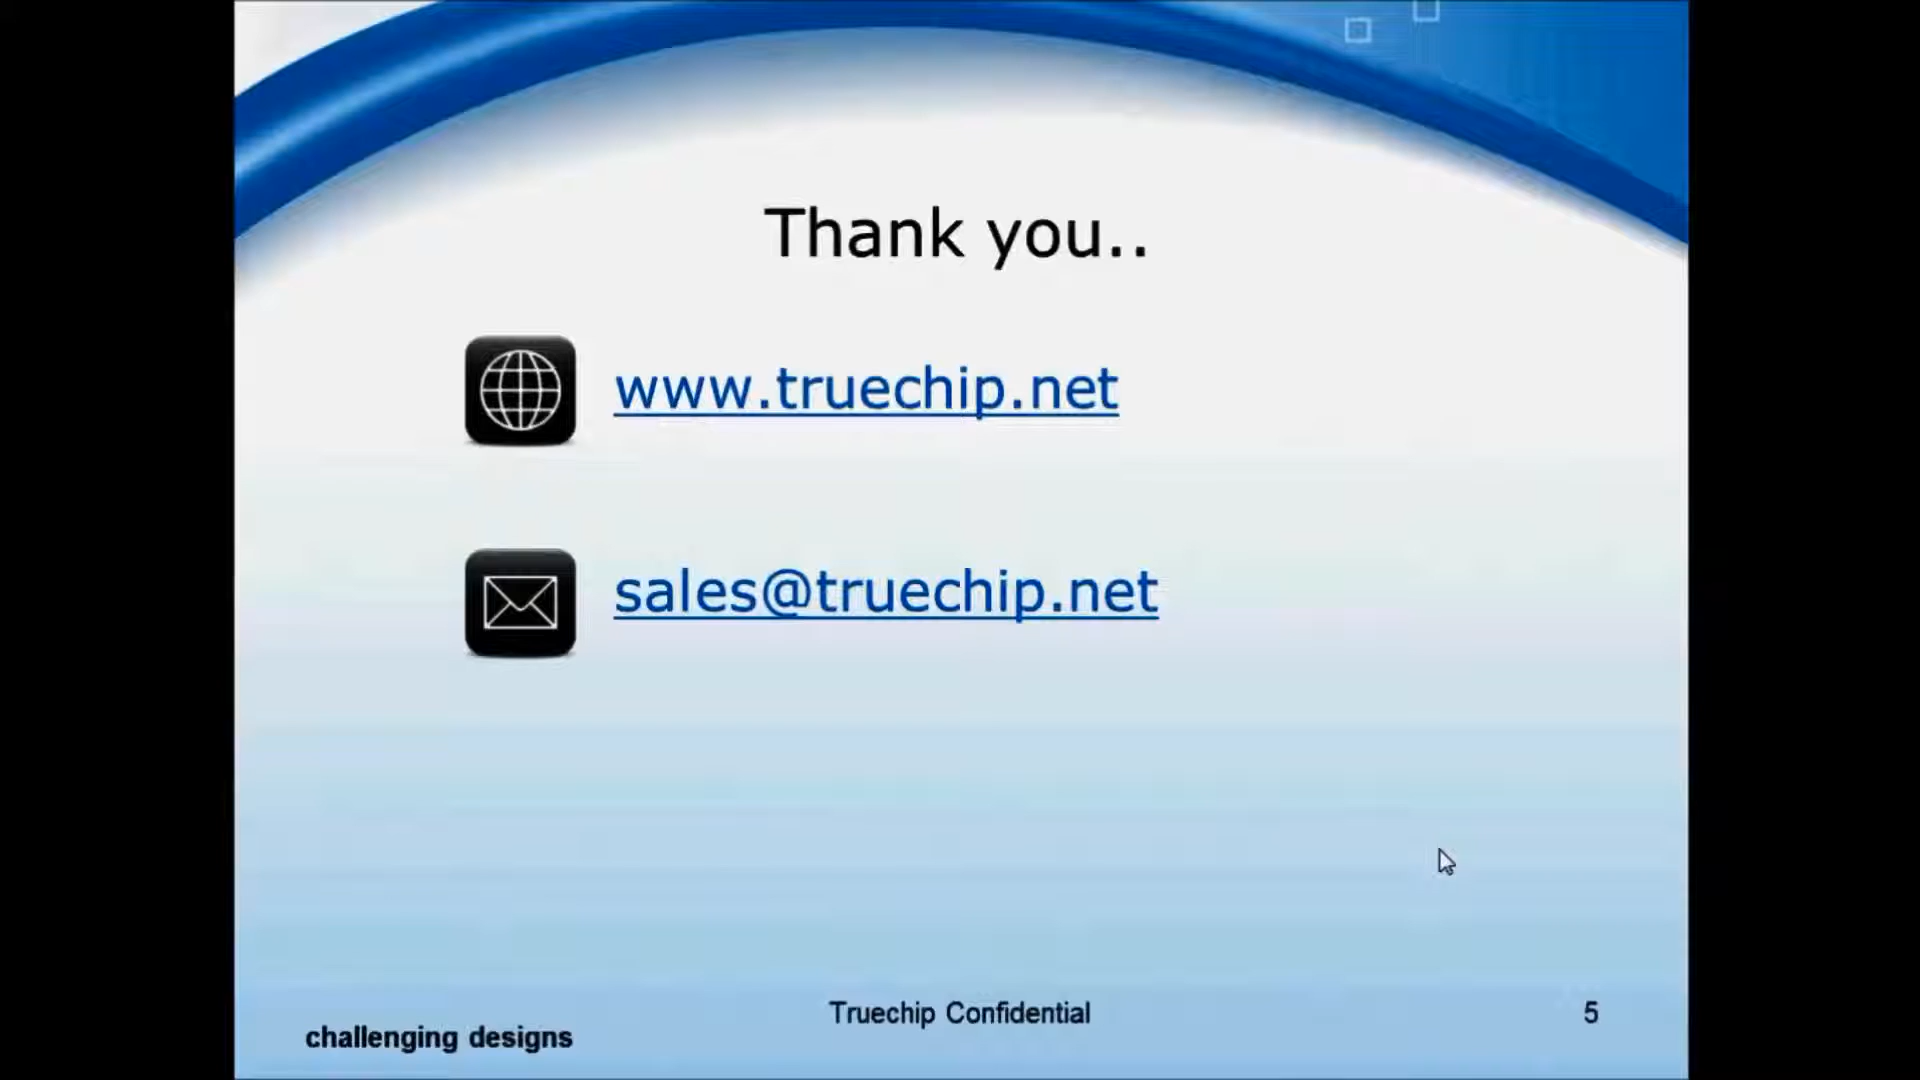 Thank you..
www.truechip.net
sales@truechip.net
Truechip Confidential
5
challenging designs